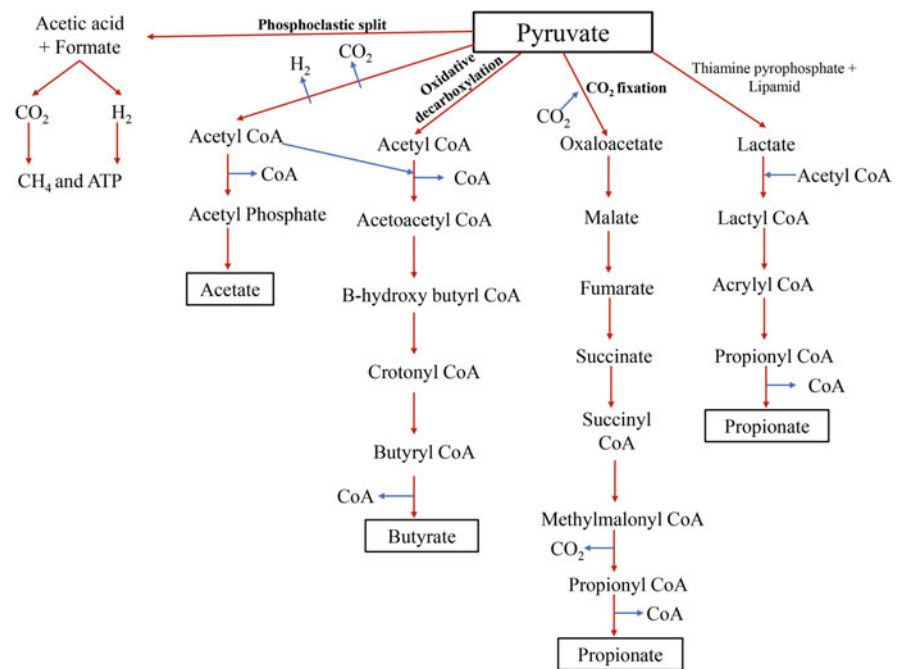 Acetic acid
+ Formate
Phosphoclastic split
Pyruvate
H2
CO2
Oxidative
decarboxylation
CO2 fixation
CO2
Thiamine pyrophosphate +
Lipamid
CO2
H2
CH4 and ATP
Acetyl CoA
CoA
Acetyl Phosphate
Acetate
Acetyl CoA
CoA
Acetoacetyl CoA
B-hydroxy butyrl CoA
Crotonyl CoA
Butyryl CoA
CoA
Butyrate
Oxaloacetate
Malate
Fumarate
Succinate
Succinyl
CoA
Methylmalonyl CoA
CO2
Propionyl CoA
CoA
Propionate
Lactate
Acetyl CoA
Lactyl CoA
Acrylyl CoA
Propionyl CoA
CoA
Propionate